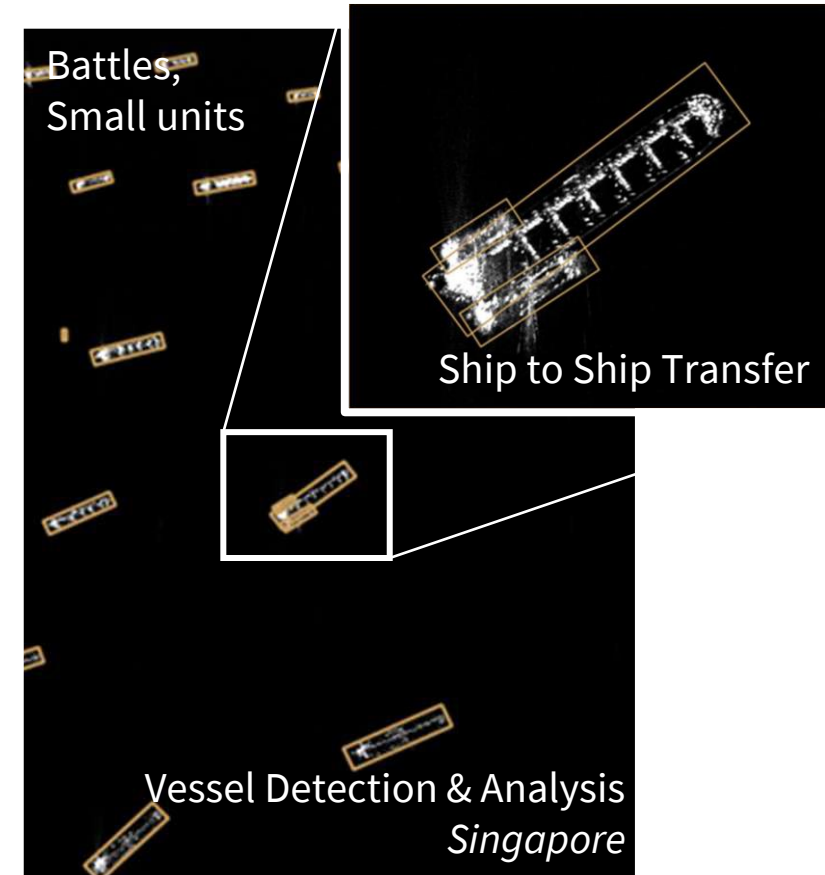 Battles,
Small units
Ship to Ship Transfer
Vessel Detection & Analysis
Singapore